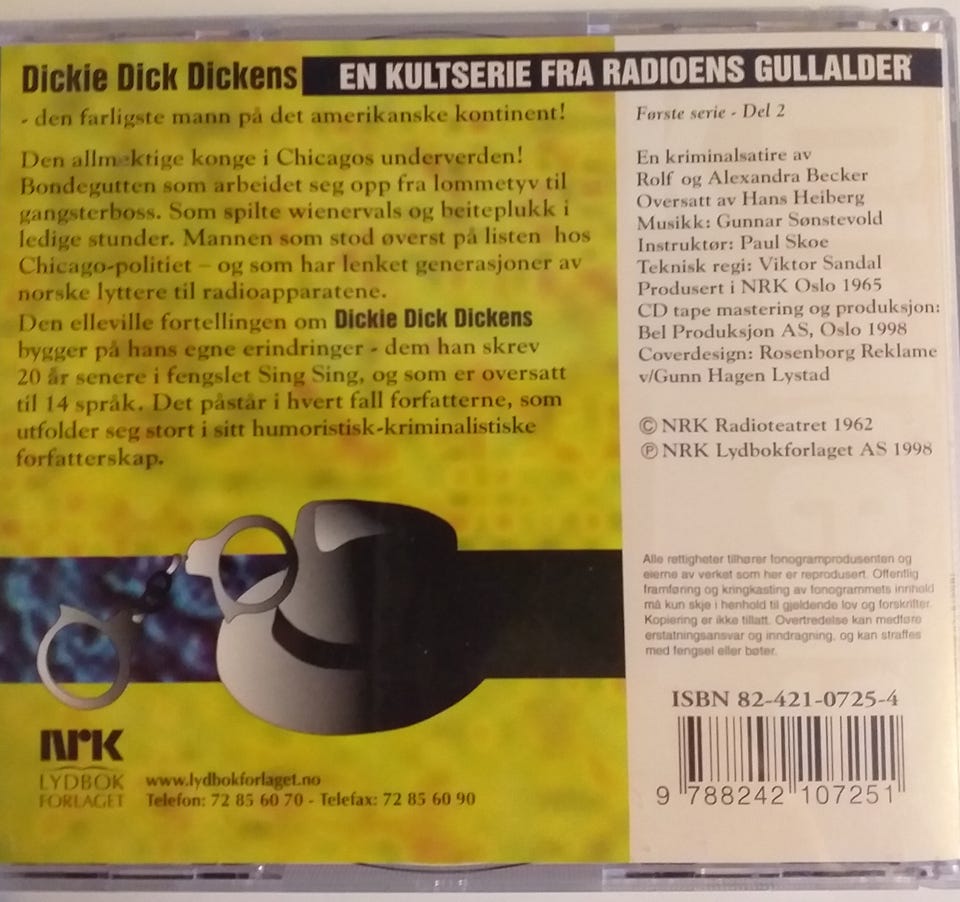 Dickie Dick Dickens EN KULTSERIE FRA RADIOENS GULLALDER
- den farligste mann på det amerikanske kontinent!
Den allmektige konge i Chicagos underverden!
Bondegutten som arbeidet seg opp fra lommetyv til
gangsterboss. Som spilte wienervals og beiteplukk i
ledige stunder. Mannen som stod øverst på listen hos
Chicago-politiet – og som har lenket generasjoner av
norske lyttere til radioapparatene.
Den elleville fortellingen om Dickie Dick Dickens
bygger på hans egne erindringer - dem han skrev
20 år senere i fengslet Sing Sing, og som er oversatt
til 14 språk. Det påstår i hvert fall forfatterne, som
utfolder seg stort i sitt humoristisk-kriminalistiske
forfatterskap.
NRK
LYDBOK
FORLAGET
www.lydbokforlaget.no
Telefon: 72 85 60 70 - Telefax: 72 85 60 90
Første serie - Del 2
En kriminalsatire av
Rolf og Alexandra Becker
Oversatt av Hans Heiberg
Musikk: Gunnar Sønstevold
Instruktør: Paul Skoe
Teknisk regi: Viktor Sandal
Produsert i NRK Oslo 1965
CD tape mastering og produksjon:
Bel Produksjon AS, Oslo 1998
Coverdesign: Rosenborg Reklame
v/Gunn Hagen Lystad
© NRK Radioteatret 1962
℗ NRK Lydbokforlaget AS 1998
Alle rettigheter tilhører fonogramprodusenten og
eierne av verket som her er reprodusert. Offentlig
framføring og kringkasting av fonogrammets innhold
må kun skje i henhold til gjeldende lov og forskrifter.
Kopiering er ikke tillatt. Overtredelse kan medføre
erstatningsansvar og inndragning, og kan straffes
med fengsel eller bøter.
ISBN 82-421-0725-4
9 788242 107251